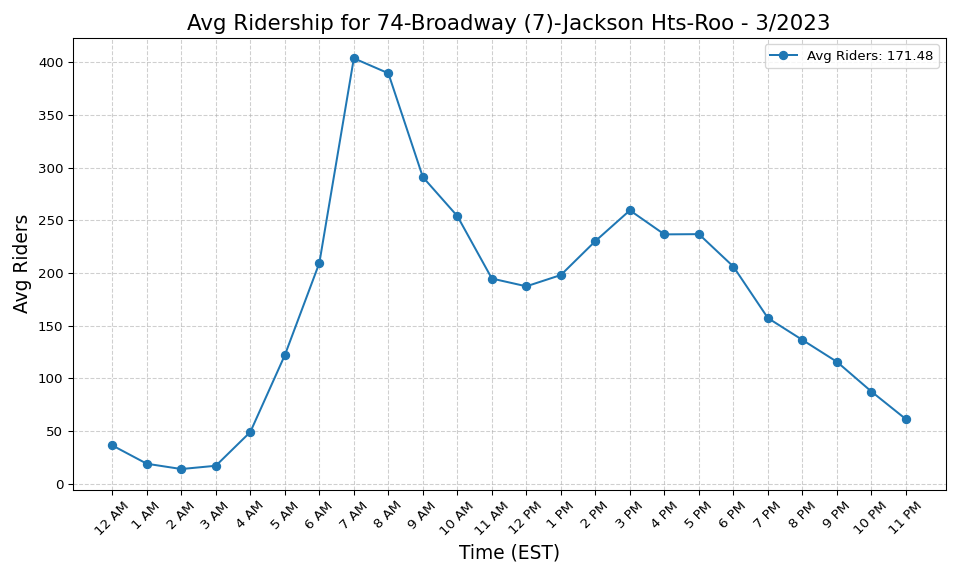 Avg Ridership for 74-Broadway (7)-Jackson Hts-Roo - 3/2023
Avg Riders: 171.48
Avg Riders
400
350
300
250
200
150
100
50
0
12 AM
1 AM
2 AM
3 AM
4 AM
5 AM
6 AM
7 AM
8 AM
9 AM
10 AM
11 AM
12 PM
1 PM
2 PM
3 PM
4 PM
5 PM
6 PM
7 PM
8 PM
9 PM
10 PM
11 PM
Time (EST)